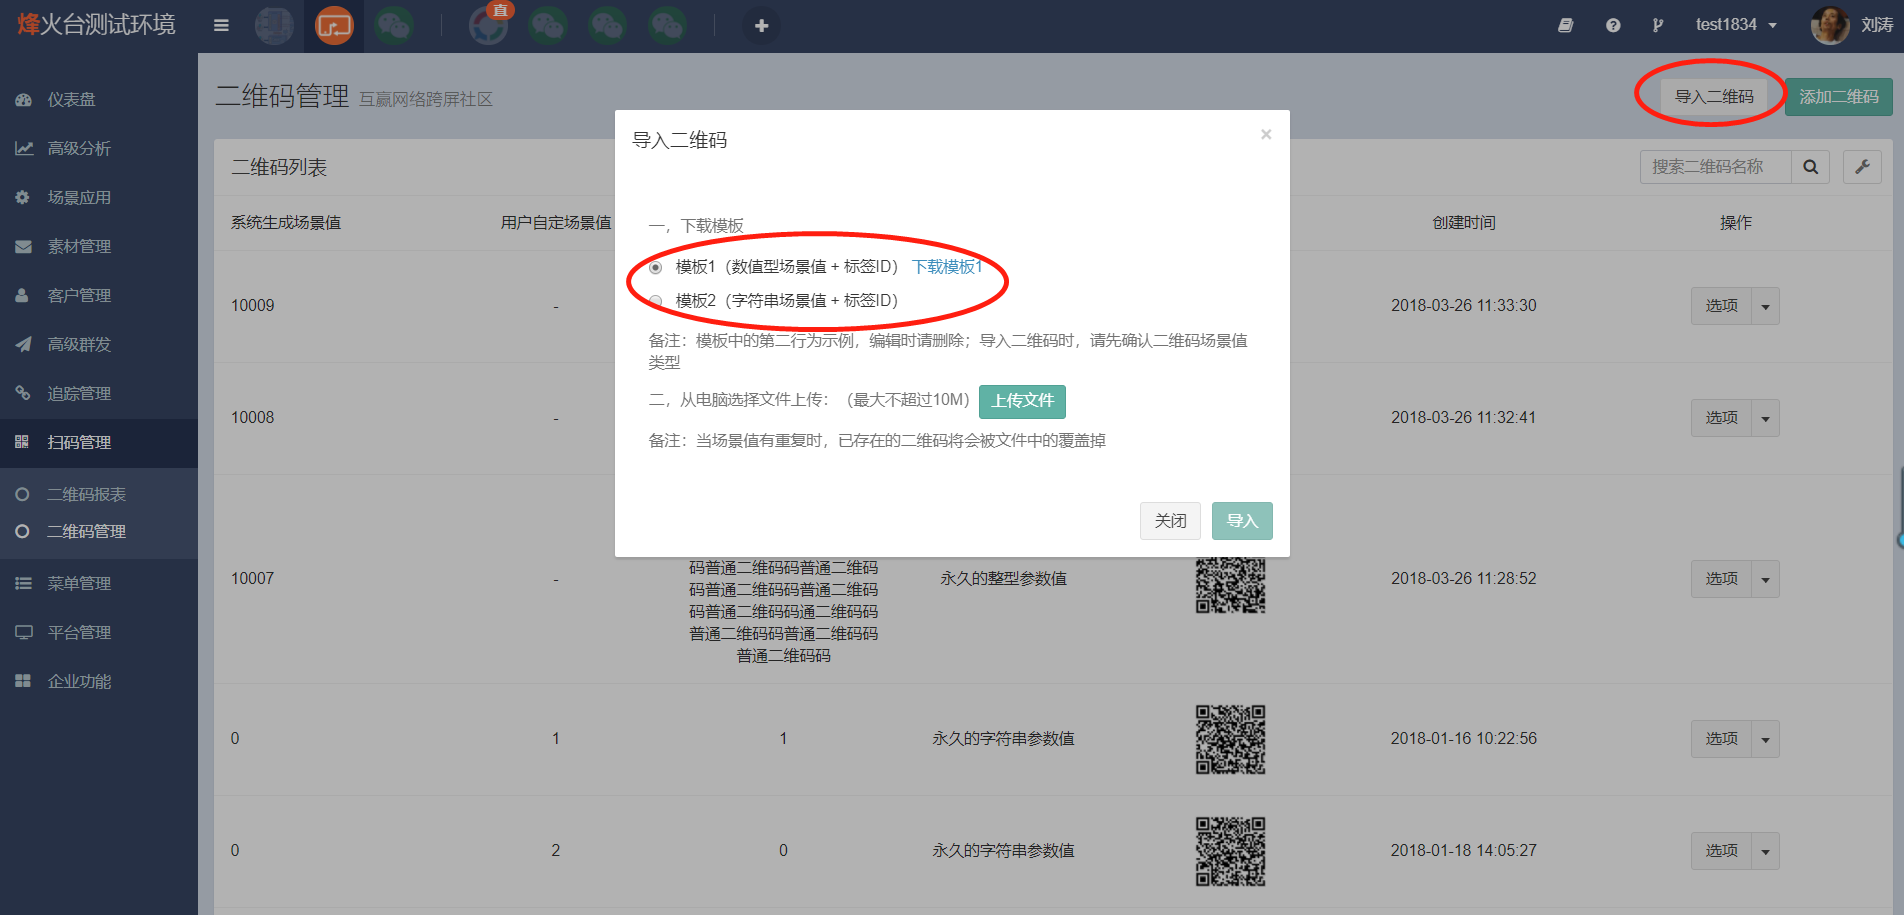 烽火台测试环境
直
test1834
刘涛
仪表盘
高级分析
场景应用
素材管理
客户管理
高级群发
追踪管理
扫码管理
二维码报表
二维码管理
菜单管理
平台管理
企业功能
二维码管理 互赢网络跨屏社区
导入二维码
添加二维码
二维码列表
搜索二维码名称
系统生成场景值 用户自定场景值 创建时间 操作
10009 - 2018-03-26 11:33:30 选项
10008 - 2018-03-26 11:32:41 选项
10007 - 永久的整型参数值 2018-03-26 11:28:52 选项
码普通二维码码普通二维码
码普通二维码码普通二维码
码普通二维码码通二维码码
普通二维码码普通二维码码
普通二维码码
0 1 1 永久的字符串参数值 2018-01-16 10:22:56 选项
0 2 0 永久的字符串参数值 2018-01-18 14:05:27 选项
导入二维码 ×
一，下载模板
模板1（数值型场景值 + 标签ID） 下载模板1
模板2（字符串场景值 + 标签ID）
备注：模板中的第二行为示例，编辑时请删除；导入二维码时，请先确认二维码场景值
类型
二，从电脑选择文件上传：（最大不超过10M） 上传文件
备注：当场景值有重复时，已存在的二维码将会被文件中的覆盖掉
关闭 导入